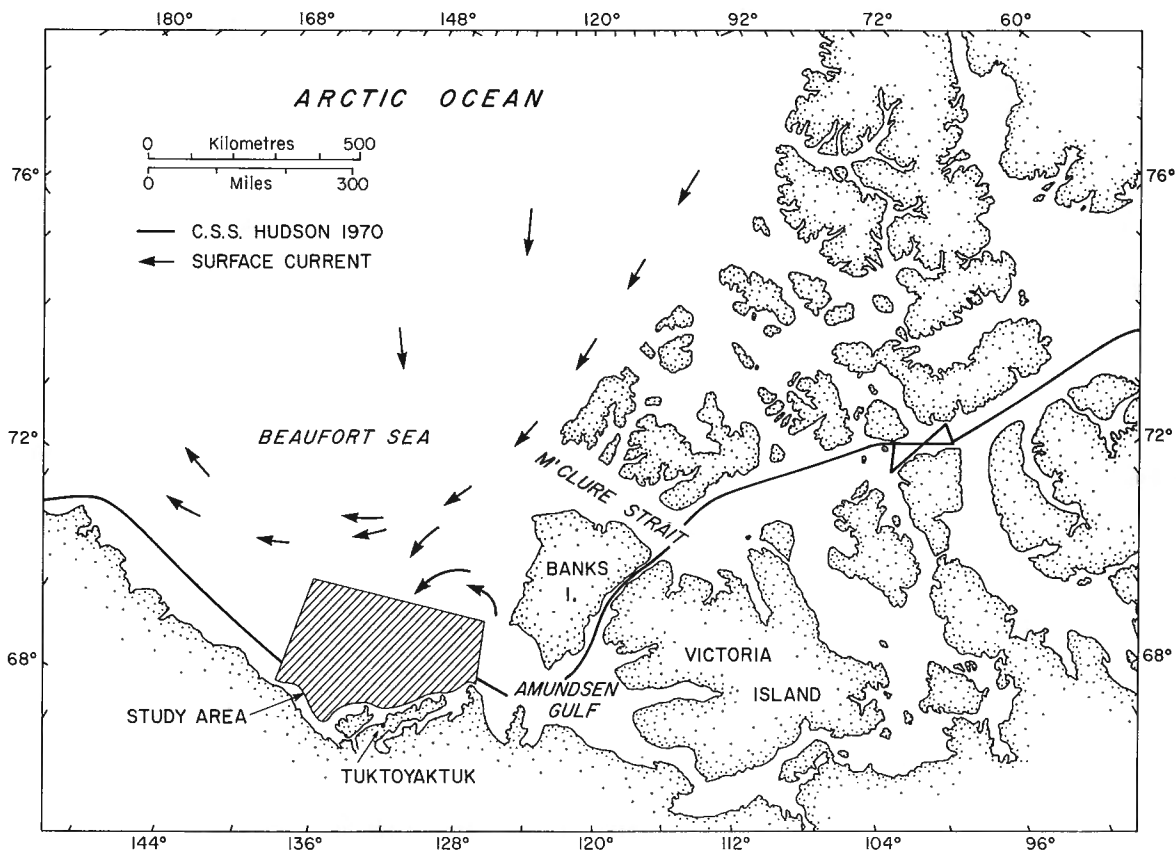 180° 168° 148° 120° 92° 72° 60°
ARCTIC OCEAN
0 Kilometres 500
0 Miles 300
76° 76°
C.S.S. HUDSON 1970
SURFACE CURRENT
BEAUFORT SEA
72° 72°
M'CLURE STRAIT
BANKS
I.
VICTORIA
ISLAND
68° 68°
AMUNDSEN
GULF
STUDY AREA
TUKTOYAKTUK
144° 136° 128° 120° 112° 104° 96°